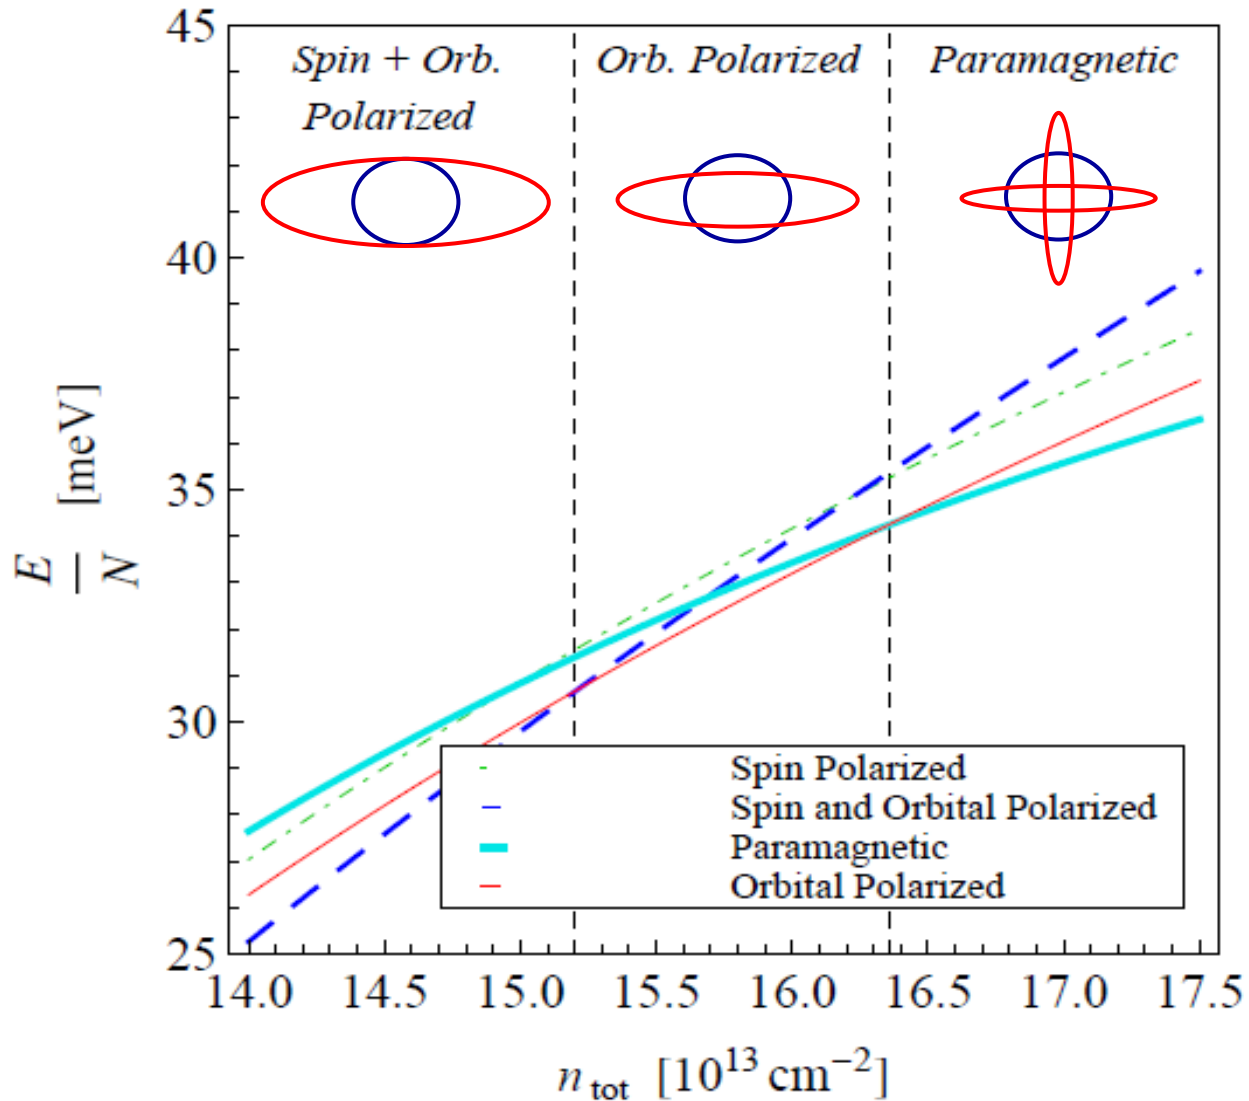 45
40
35
30
25
E/N [meV]
Spin + Orb.
Polarized
Orb. Polarized
Paramagnetic
Spin Polarized
Spin and Orbital Polarized
Paramagnetic
Orbital Polarized
14.0 14.5 15.0 15.5 16.0 16.5 17.0 17.5
n tot [10¹³ cm⁻²]